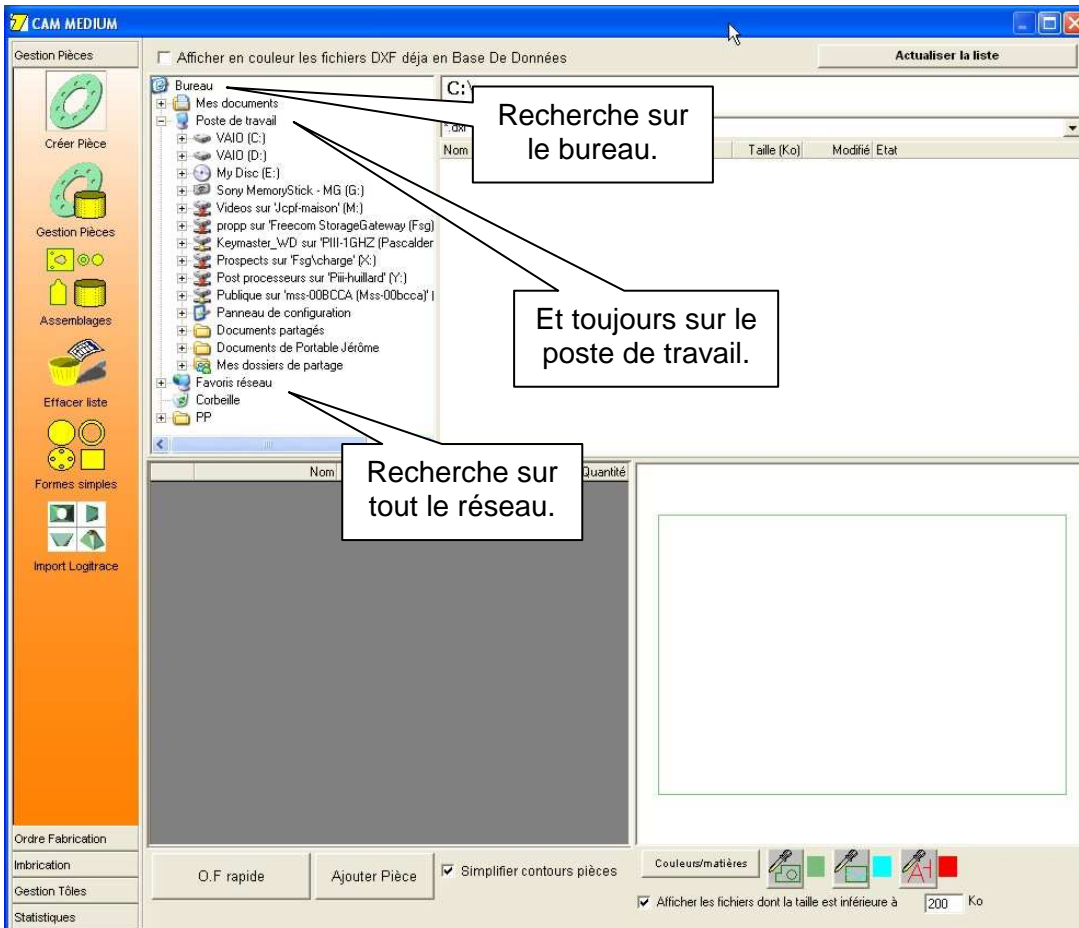 CAM MEDIUM
Gestion Pièces
Créer Pièce
Gestion Pièces
Assemblages
Effacer liste
Formes simples
Import Logitrace
Ordre Fabrication
Imbrication
Gestion Tôles
Statistiques
Afficher en couleur les fichiers DXF déja en Base De Données
Actualiser la liste
Bureau
Mes documents
Poste de travail
VAIO (C:)
VAIO (D:)
My Disc (E:)
Sony MemoryStick - MG (G:)
Videos sur 'Jcpf-maison' (M:)
propp sur 'Freecom StorageGateway (Fsg)
Keymaster_WD sur 'PIII-1GHZ (Pascalder
Prospects sur 'Fsg\charge' (X:)
Post processeurs sur 'Piii-huillard' (Y:)
Publique sur 'mss-00BCCA (Mss-00bcca)' (
Panneau de configuration
Documents partagés
Documents de Portable Jérôme
Mes dossiers de partage
Favoris réseau
Corbeille
PP
C:\
*.dxf
Nom Taille (Ko) Modifié Etat
Recherche sur
le bureau.
Et toujours sur le
poste de travail.
Recherche sur
tout le réseau.
Nom Quantité
O.F rapide
Ajouter Pièce
Simplifier contours pièces
Couleurs/matières
Afficher les fichiers dont la taille est inférieure à 200 Ko